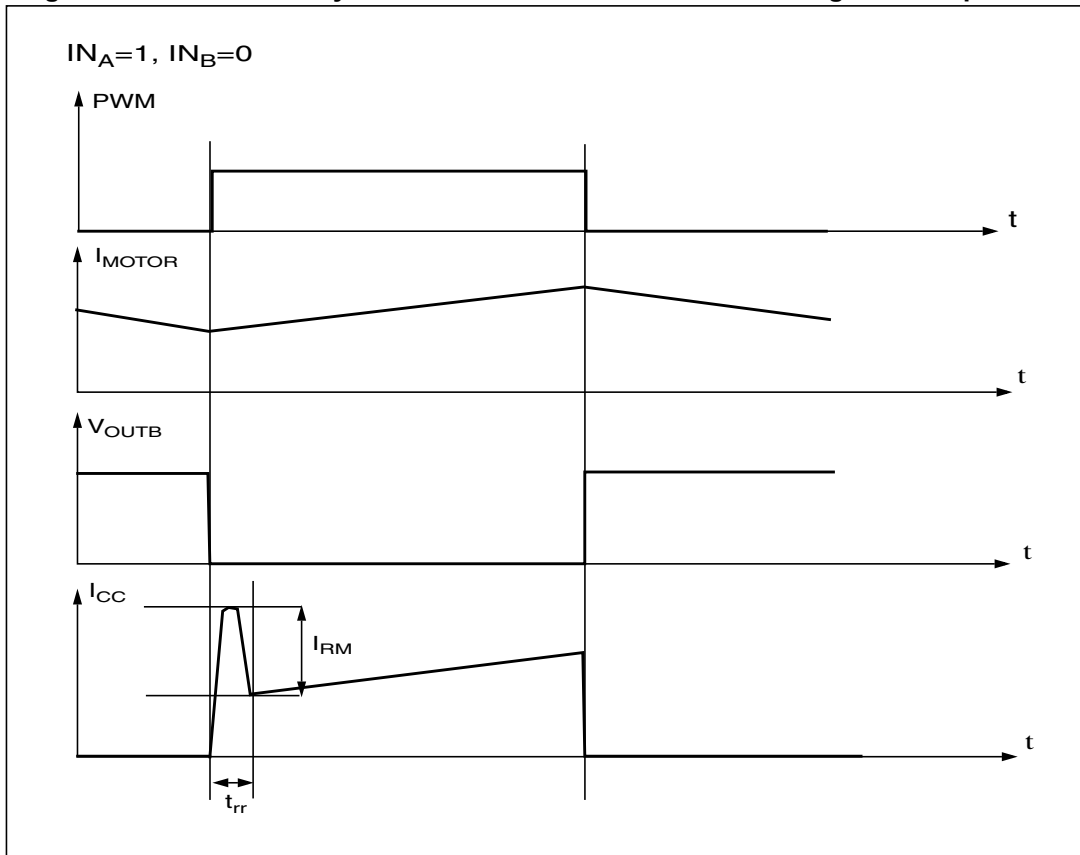 IN_A=1, IN_B=0
PWM
t
I_MOTOR
t
V_OUTB
t
I_CC
I_RM
t
t_rr